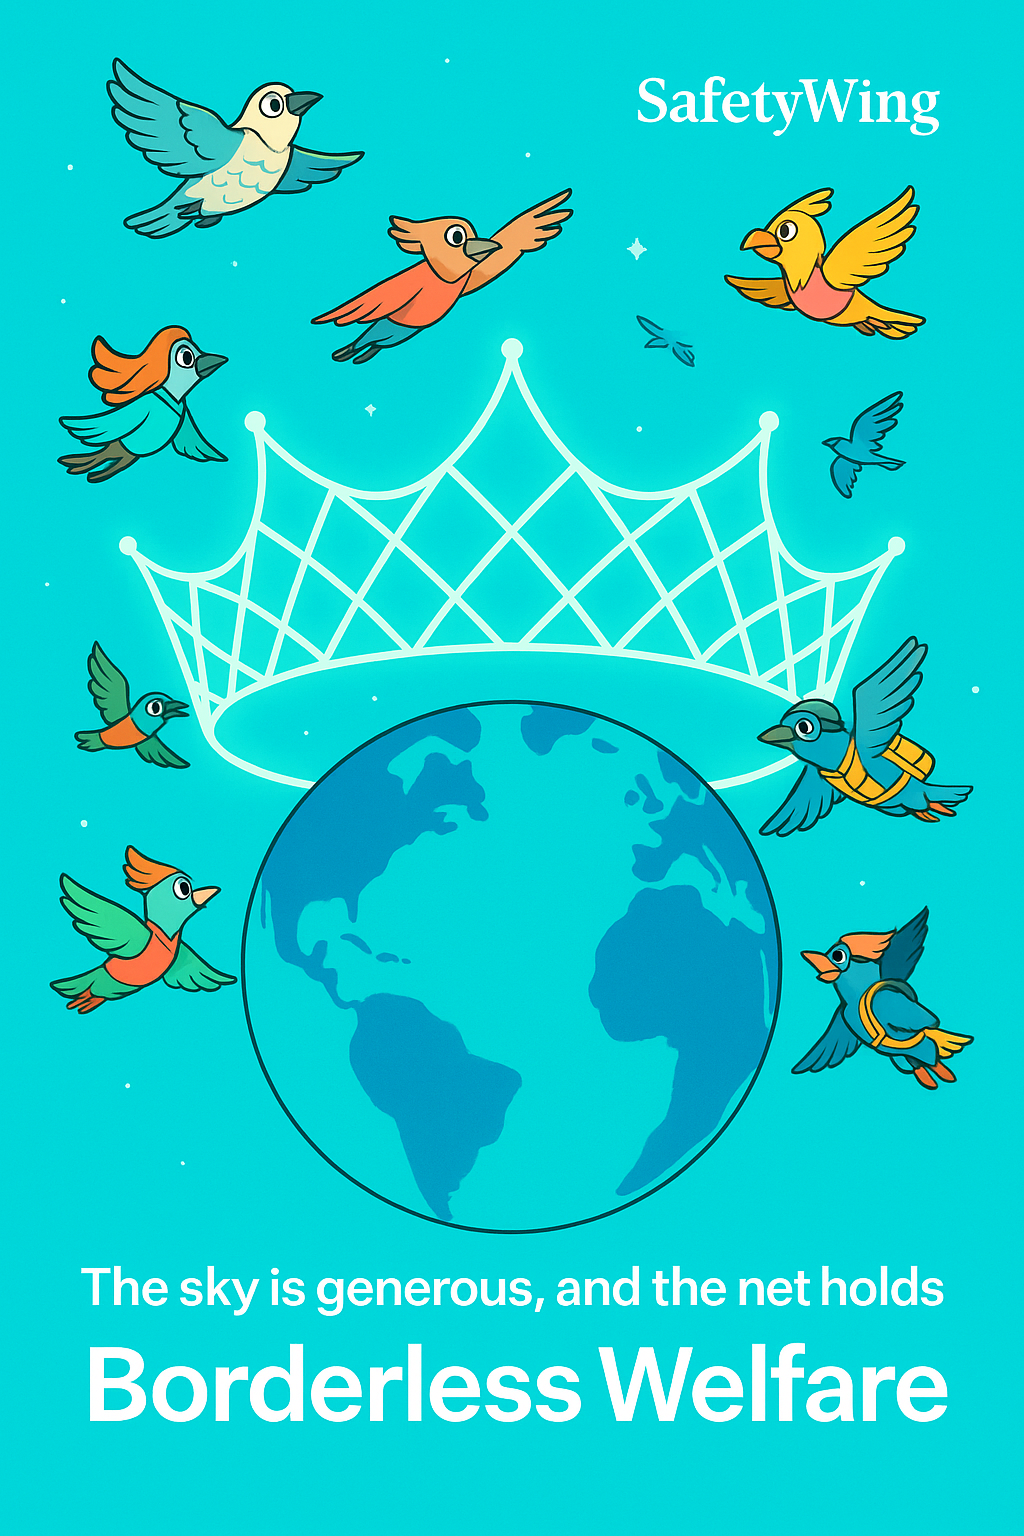 SafetyWing
The sky is generous, and the net holds
Borderless Welfare